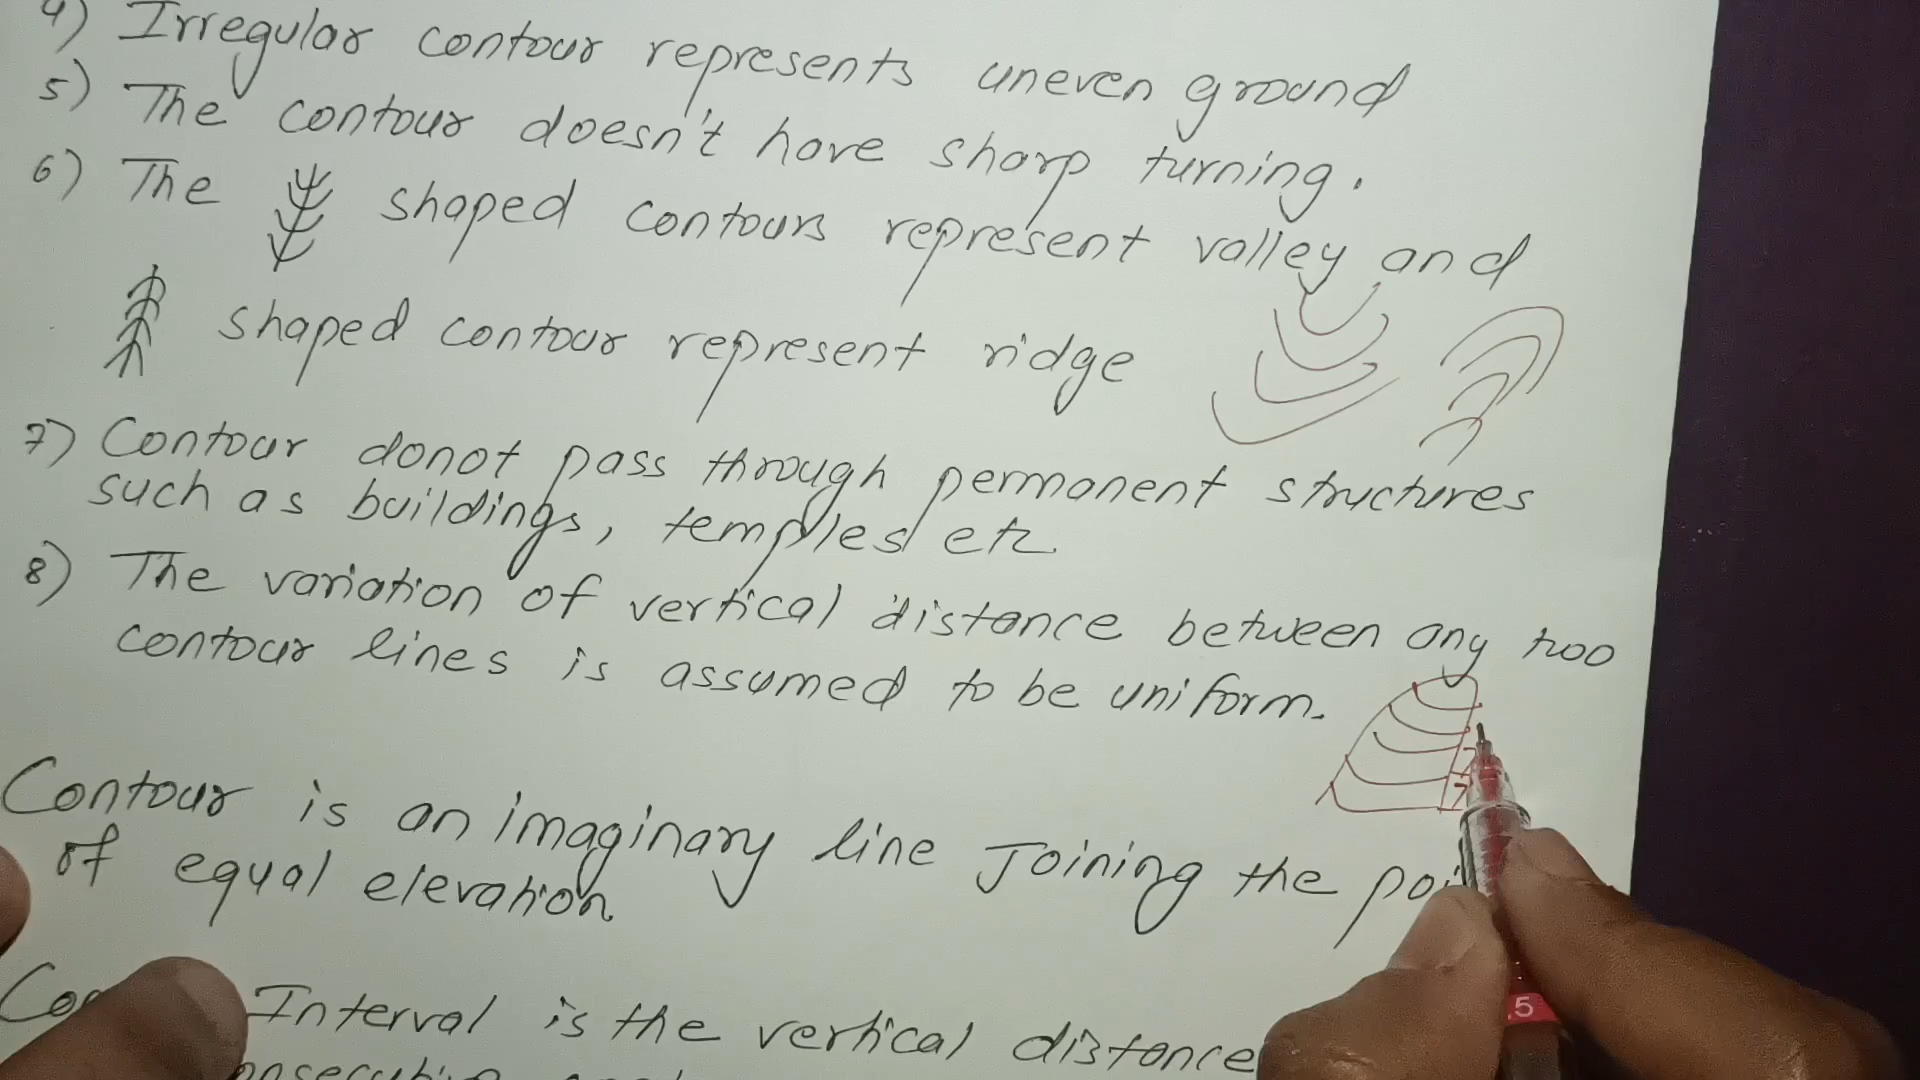 4) Irregular contour represents uneven ground
5) The contour doesn't have sharp turning.
6) The shaped contours represent valley and
shaped contour represent ridge
7) Contour donot pass through permanent structures
such as buildings, temples etc.
8) The variation of vertical distance between any two
contour lines is assumed to be uniform.
Contour is an imaginary line Joining the
of equal elevation.
Interval is the vertical distance
.5